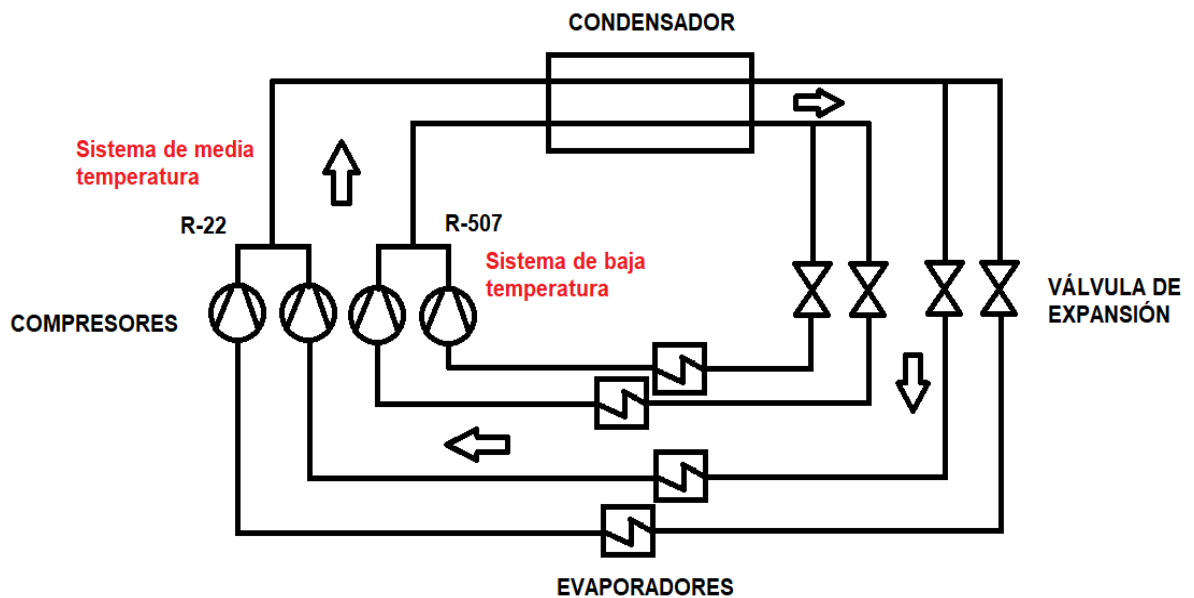 CONDENSADOR
Sistema de media
temperatura
R-22
R-507
Sistema de baja
temperatura
COMPRESORES
VÁLVULA DE
EXPANSIÓN
EVAPORADORES